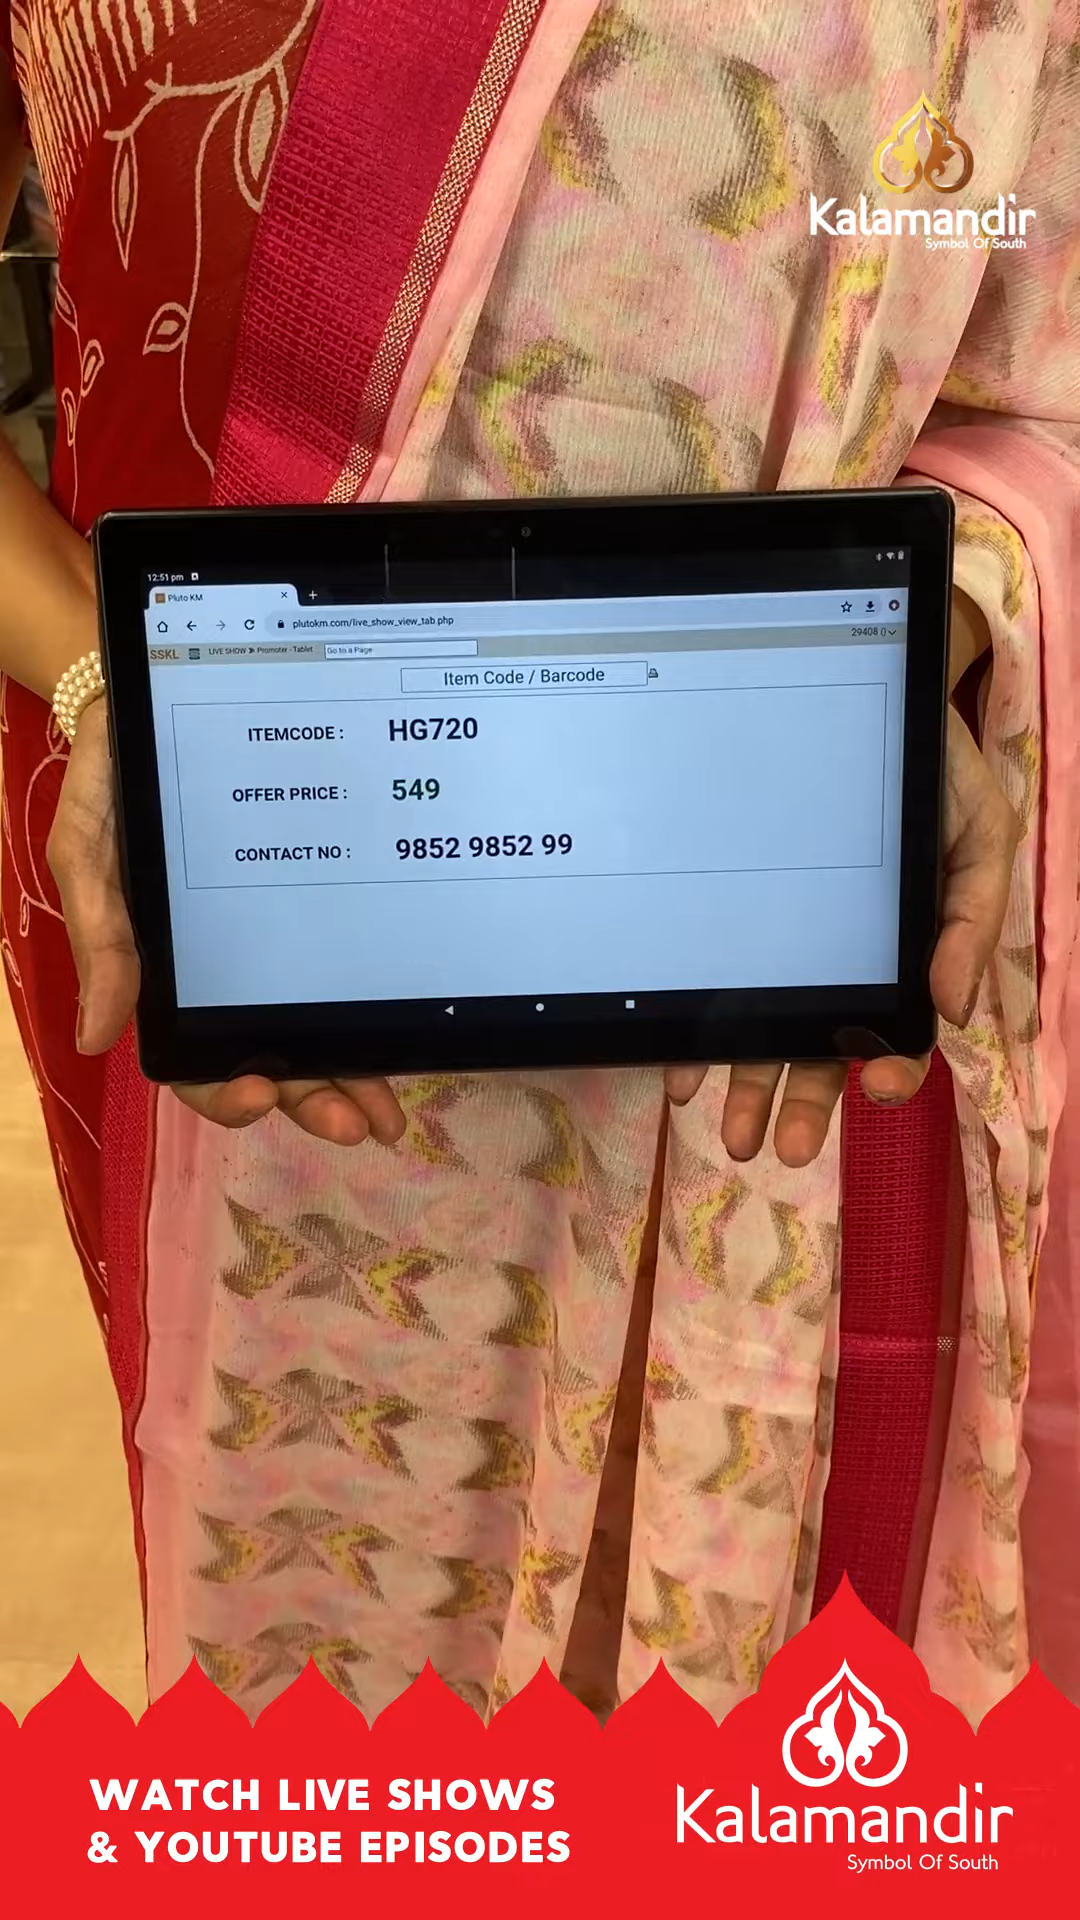 Kalamandir
Symbol Of South
12:51 pm
Pluto KM
plutokm.com/live_show_view_tab.php
29408 ()
SSKL
LIVE SHOW
Promoter - Tablet
Go to a Page
Item Code / Barcode
ITEMCODE : HG720
OFFER PRICE : 549
CONTACT NO : 9852 9852 99
WATCH LIVE SHOWS
& YOUTUBE EPISODES
Kalamandir
Symbol Of South